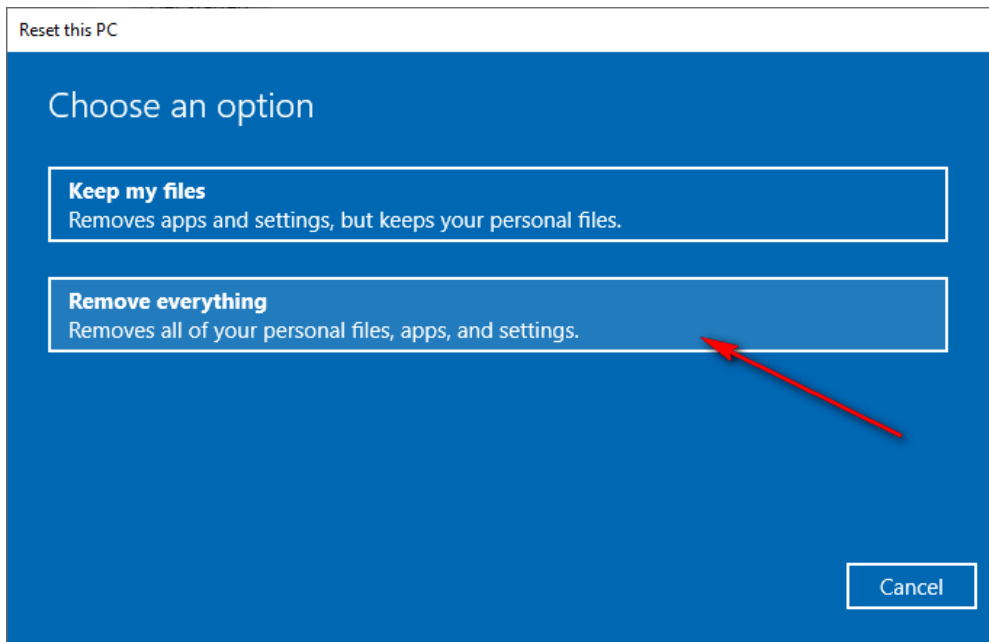 Reset this PC
Choose an option
Keep my files
Removes apps and settings, but keeps your personal files.
Remove everything
Removes all of your personal files, apps, and settings.
Cancel